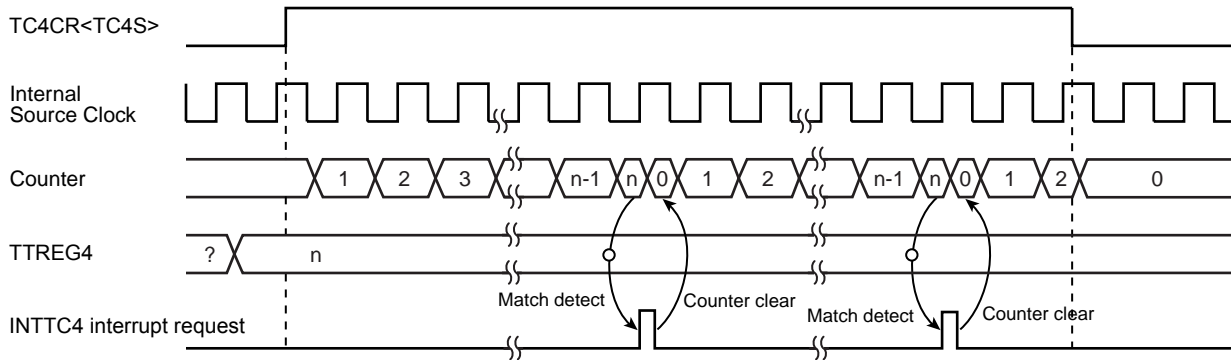 TC4CR<TC4S>
Internal
Source Clock
Counter
1 2 3 n-1 n 0 1 2 n-1 n 0 1 2 0
TTREG4
? n
Match detect Counter clear Match detect Counter clear
INTTC4 interrupt request